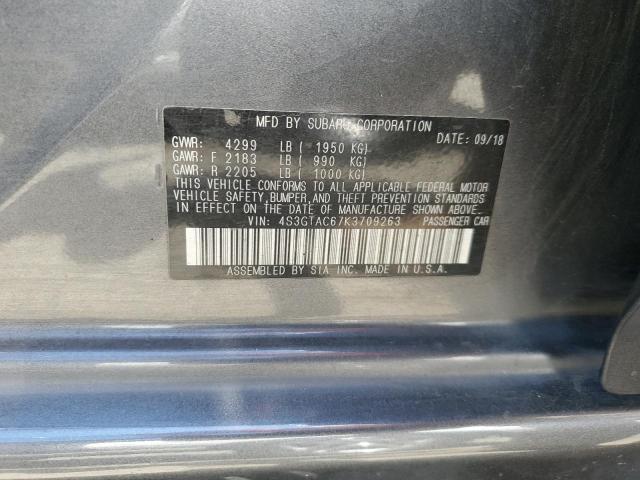 MFD BY SUBARU CORPORATION
GVWR: 4299 LB ( 1950 KG) DATE: 09/18
GAWR: F 2183 LB ( 990 KG)
GAWR: R 2205 LB ( 1000 KG)
THIS VEHICLE CONFORMS TO ALL APPLICABLE FEDERAL MOTOR
VEHICLE SAFETY, BUMPER, AND THEFT PREVENTION STANDARDS
IN EFFECT ON THE DATE OF MANUFACTURE SHOWN ABOVE.
VIN: 4S3GTAC67K3709263 PASSENGER CAR
ASSEMBLED BY SIA INC. MADE IN U.S.A.